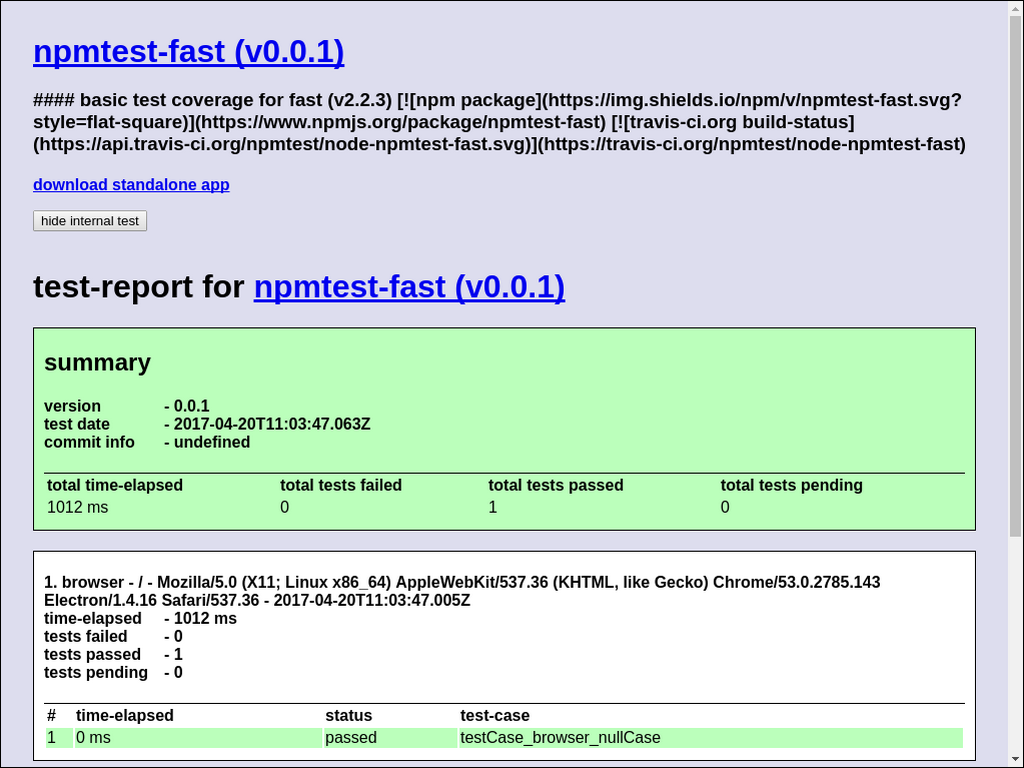 npmtest-fast (v0.0.1)
#### basic test coverage for fast (v2.2.3) [![npm package](https://img.shields.io/npm/v/npmtest-fast.svg?
style=flat-square)](https://www.npmjs.org/package/npmtest-fast) [![travis-ci.org build-status]
(https://api.travis-ci.org/npmtest/node-npmtest-fast.svg)](https://travis-ci.org/npmtest/node-npmtest-fast)
download standalone app
hide internal test
test-report for npmtest-fast (v0.0.1)
summary
version - 0.0.1
test date - 2017-04-20T11:03:47.063Z
commit info - undefined
total time-elapsed total tests failed total tests passed total tests pending
1012 ms 0 1 0
1. browser - / - Mozilla/5.0 (X11; Linux x86_64) AppleWebKit/537.36 (KHTML, like Gecko) Chrome/53.0.2785.143
Electron/1.4.16 Safari/537.36 - 2017-04-20T11:03:47.005Z
time-elapsed - 1012 ms
tests failed - 0
tests passed - 1
tests pending - 0
# time-elapsed status test-case
1 0 ms passed testCase_browser_nullCase